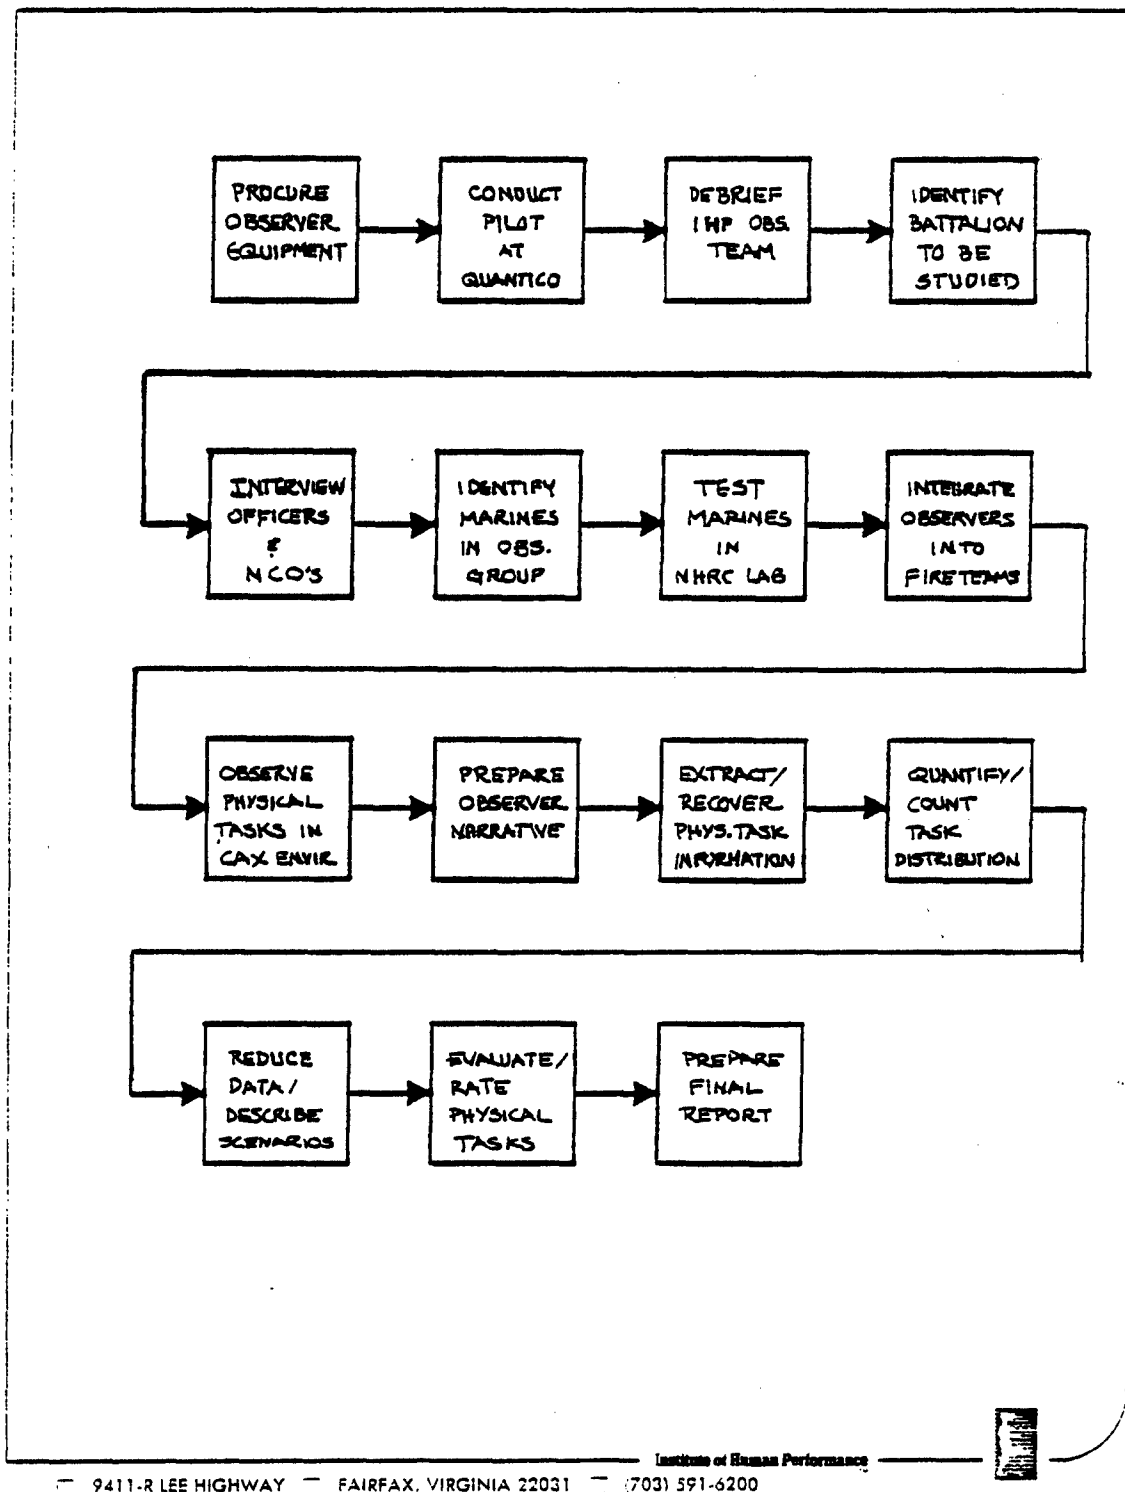 PROCURE
OBSERVER
EQUIPMENT
CONDUCT
PILOT
AT
QUANTICO
DEBRIEF
IHP OBS.
TEAM
IDENTIFY
BATTALION
TO BE
STUDIED
INTERVIEW
OFFICERS
&
NCO'S
IDENTIFY
MARINES
IN OBS.
GROUP
TEST
MARINES
IN
NHRC LAB
INTEGRATE
OBSERVERS
INTO
FIRETEAMS
OBSERVE
PHYSICAL
TASKS IN
CAX ENVIR.
PREPARE
OBSERVER
NARRATIVE
EXTRACT/
RECOVER
PHYS. TASK
INFORMATION
QUANTIFY/
COUNT
TASK
DISTRIBUTION
REDUCE
DATA/
DESCRIBE
SCENARIOS
EVALUATE/
RATE
PHYSICAL
TASKS
PREPARE
FINAL
REPORT
Institute of Human Performance
9411-R LEE HIGHWAY FAIRFAX, VIRGINIA 22031 (703) 591-6200